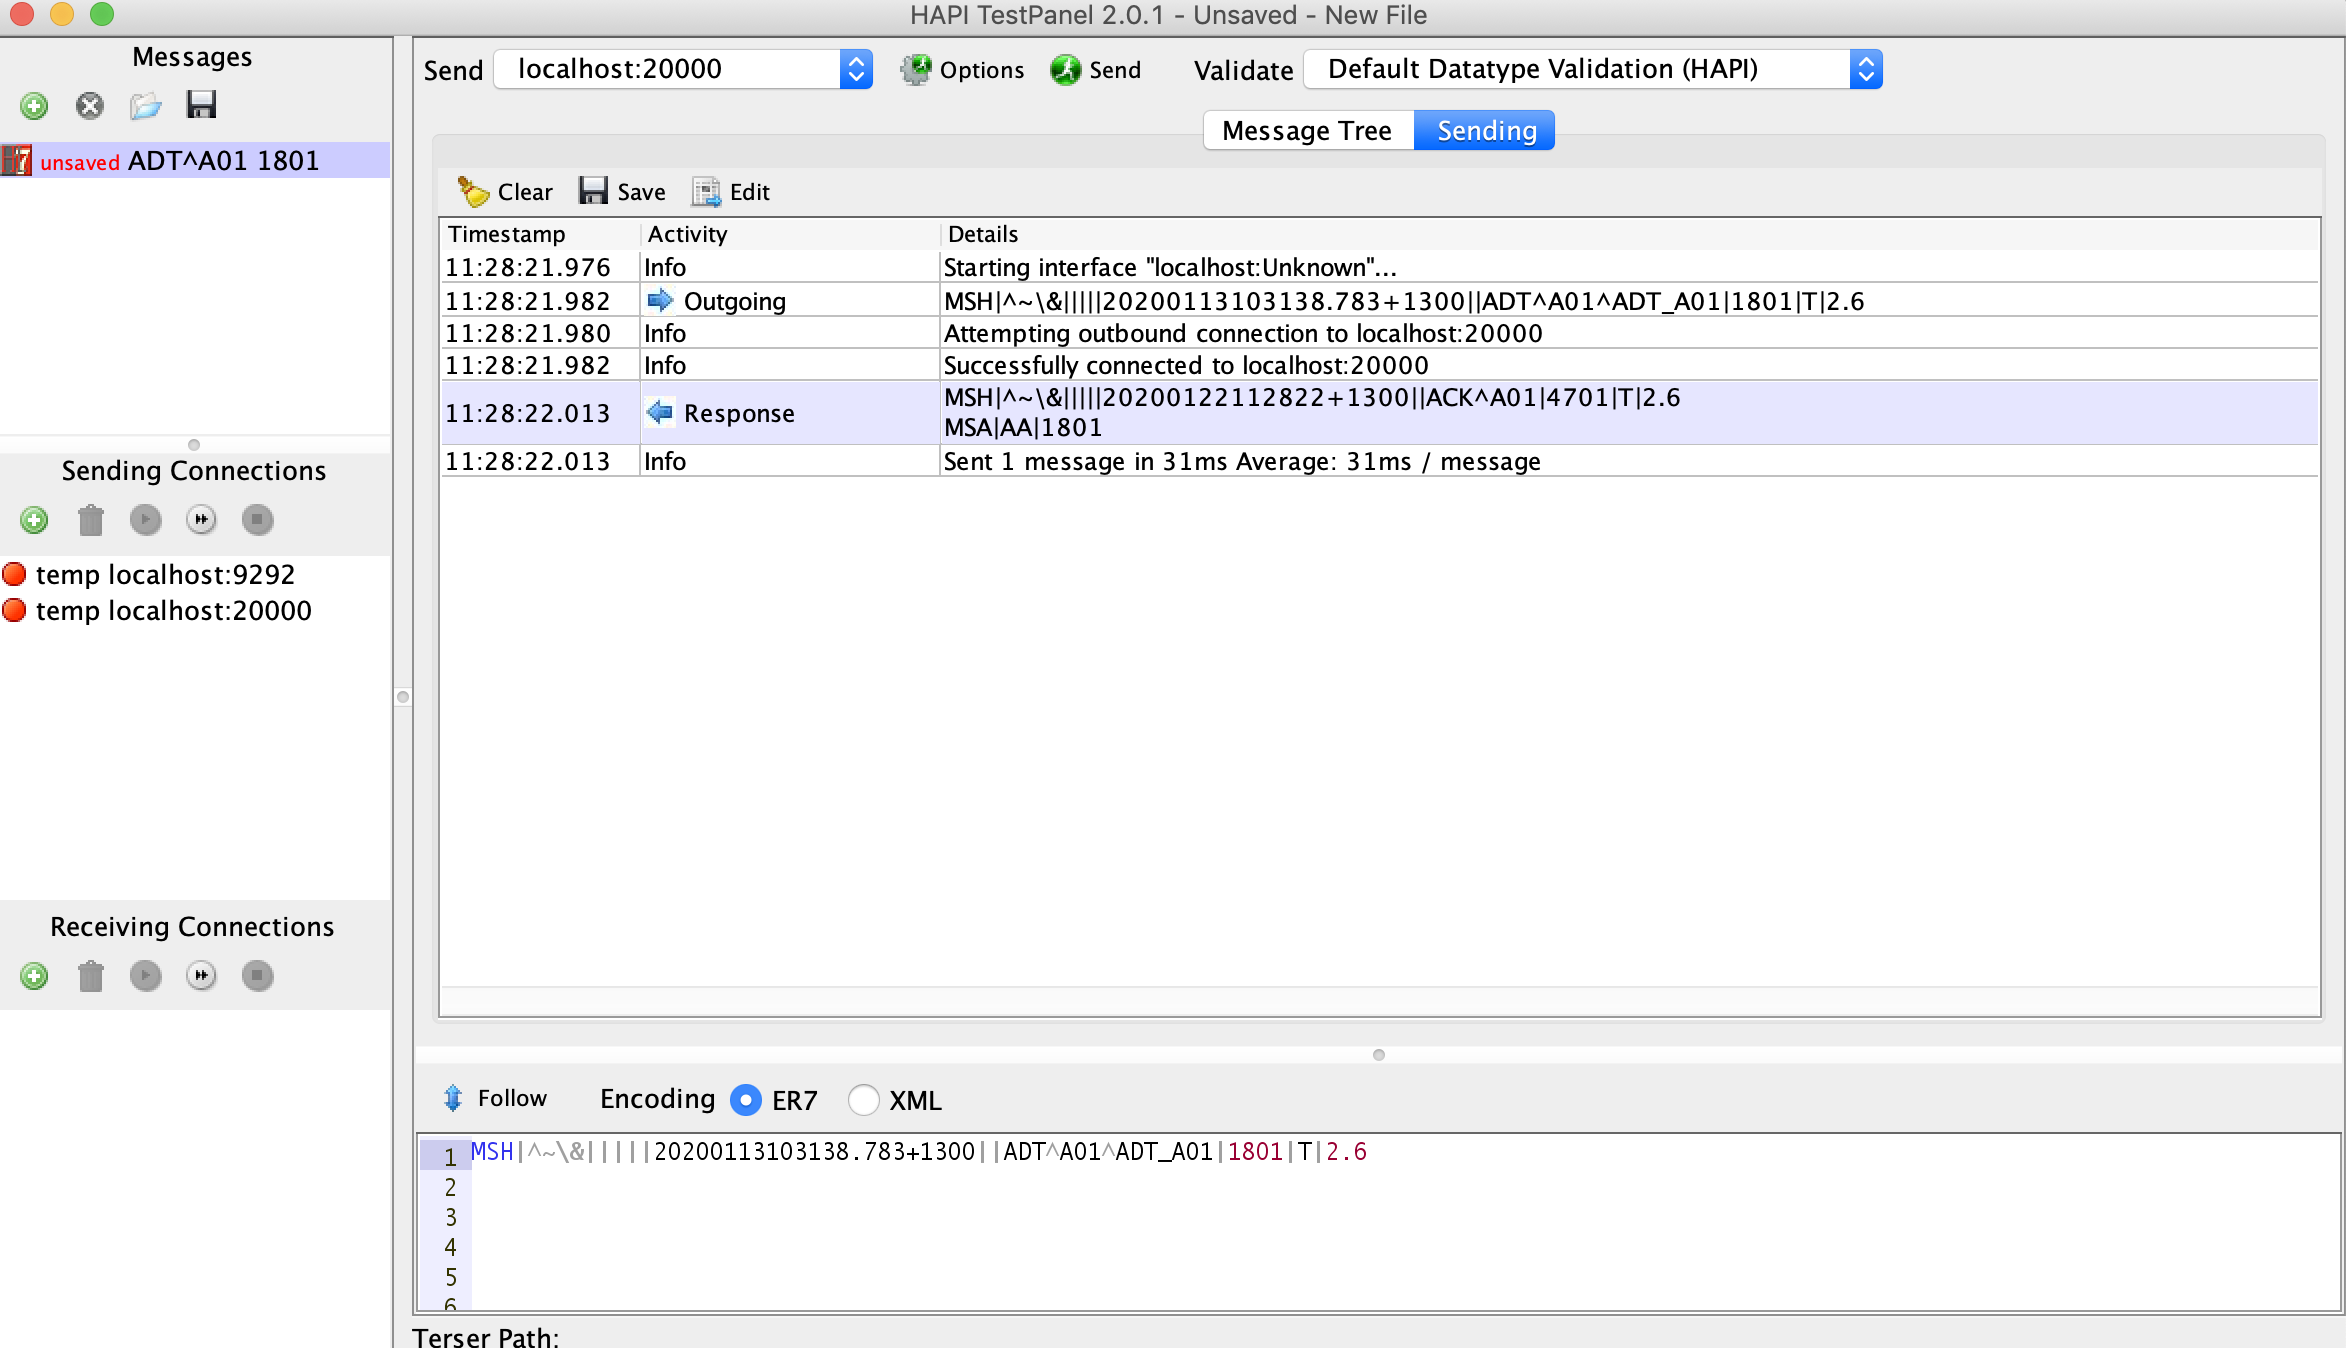 HAPI TestPanel 2.0.1 - Unsaved - New File
Messages
unsaved ADT^A01 1801
Sending Connections
temp localhost:9292
temp localhost:20000
Receiving Connections
Send localhost:20000 Options Send Validate Default Datatype Validation (HAPI)
Message Tree Sending
Clear Save Edit
Timestamp Activity Details
11:28:21.976 Info Starting interface "localhost:Unknown"...
11:28:21.982 Outgoing MSH|^~\&|||||20200113103138.783+1300||ADT^A01^ADT_A01|1801|T|2.6
11:28:21.980 Info Attempting outbound connection to localhost:20000
11:28:21.982 Info Successfully connected to localhost:20000
11:28:22.013 Response MSH|^~\&|||||20200122112822+1300||ACK^A01|4701|T|2.6
MSA|AA|1801
11:28:22.013 Info Sent 1 message in 31ms Average: 31ms / message
Follow Encoding ER7 XML
1 MSH|^~\&|||||20200113103138.783+1300||ADT^A01^ADT_A01|1801|T|2.6
2
3
4
5
6
Terser Path: